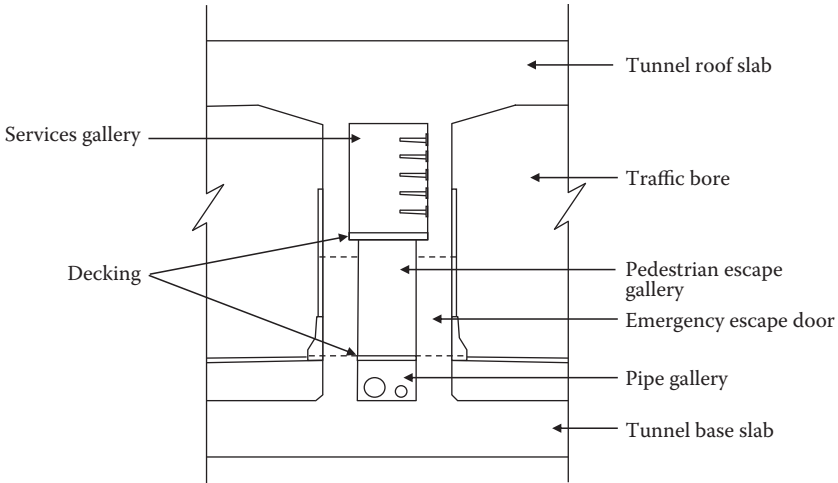 Tunnel roof slab
Services gallery
Traffic bore
Decking
Pedestrian escape
gallery
Emergency escape door
Pipe gallery
Tunnel base slab